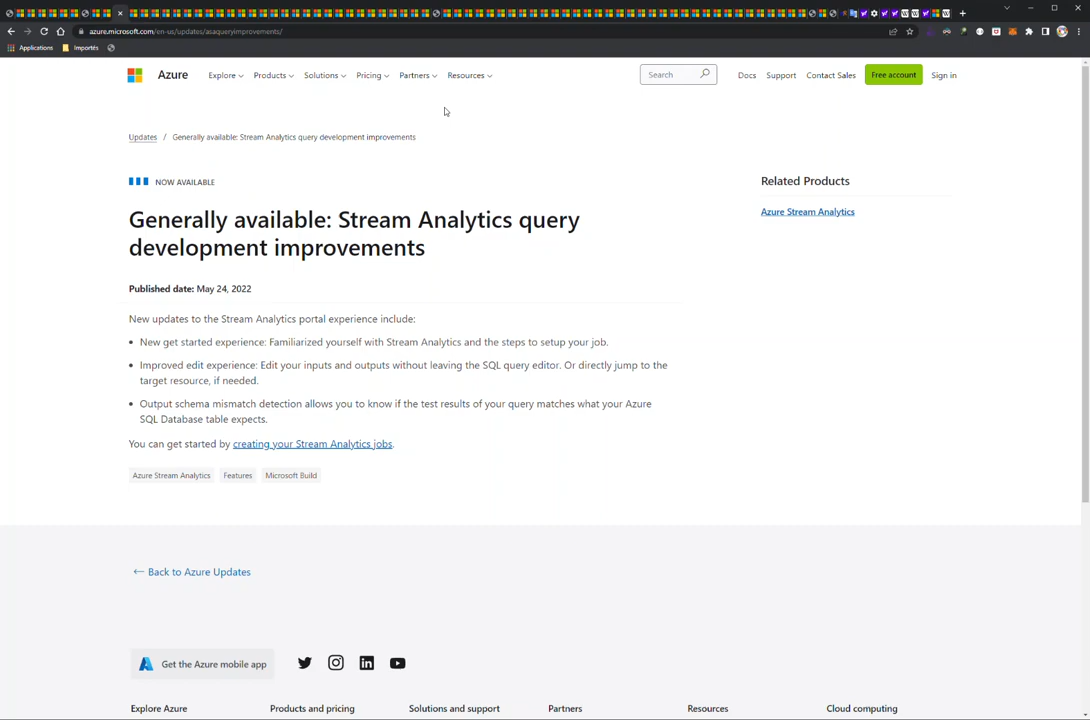 azure.microsoft.com/en-us/updates/asaqueryimprovements/
Applications Importés
Azure Explore Products Solutions Pricing Partners Resources Search Docs Support Contact Sales Free account Sign in
Updates / Generally available: Stream Analytics query development improvements
NOW AVAILABLE
Related Products
Azure Stream Analytics
Generally available: Stream Analytics query
development improvements
Published date: May 24, 2022
New updates to the Stream Analytics portal experience include:
• New get started experience: Familiarized yourself with Stream Analytics and the steps to setup your job.
• Improved edit experience: Edit your inputs and outputs without leaving the SQL query editor. Or directly jump to the
target resource, if needed.
• Output schema mismatch detection allows you to know if the test results of your query matches what your Azure
SQL Database table expects.
You can get started by creating your Stream Analytics jobs.
Azure Stream Analytics Features Microsoft Build
← Back to Azure Updates
Get the Azure mobile app
Explore Azure Products and pricing Solutions and support Partners Resources Cloud computing